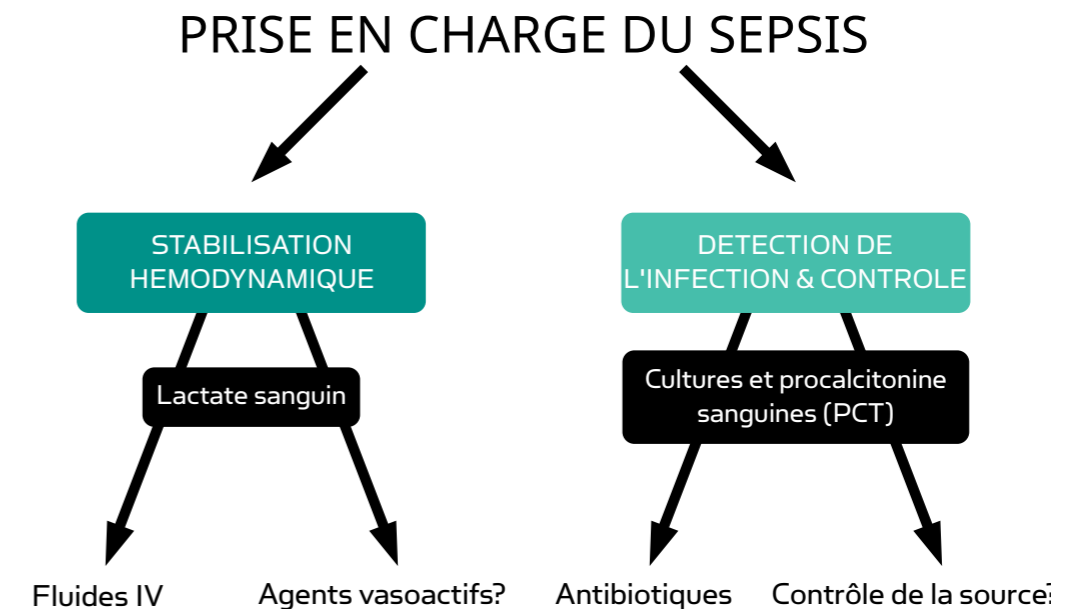 PRISE EN CHARGE DU SEPSIS
STABILISATION
HEMODYNAMIQUE
DETECTION DE
L'INFECTION & CONTROLE
Lactate sanguin
Cultures et procalcitonine
sanguines (PCT)
Fluides IV
Agents vasoactifs?
Antibiotiques
Contrôle de la source?